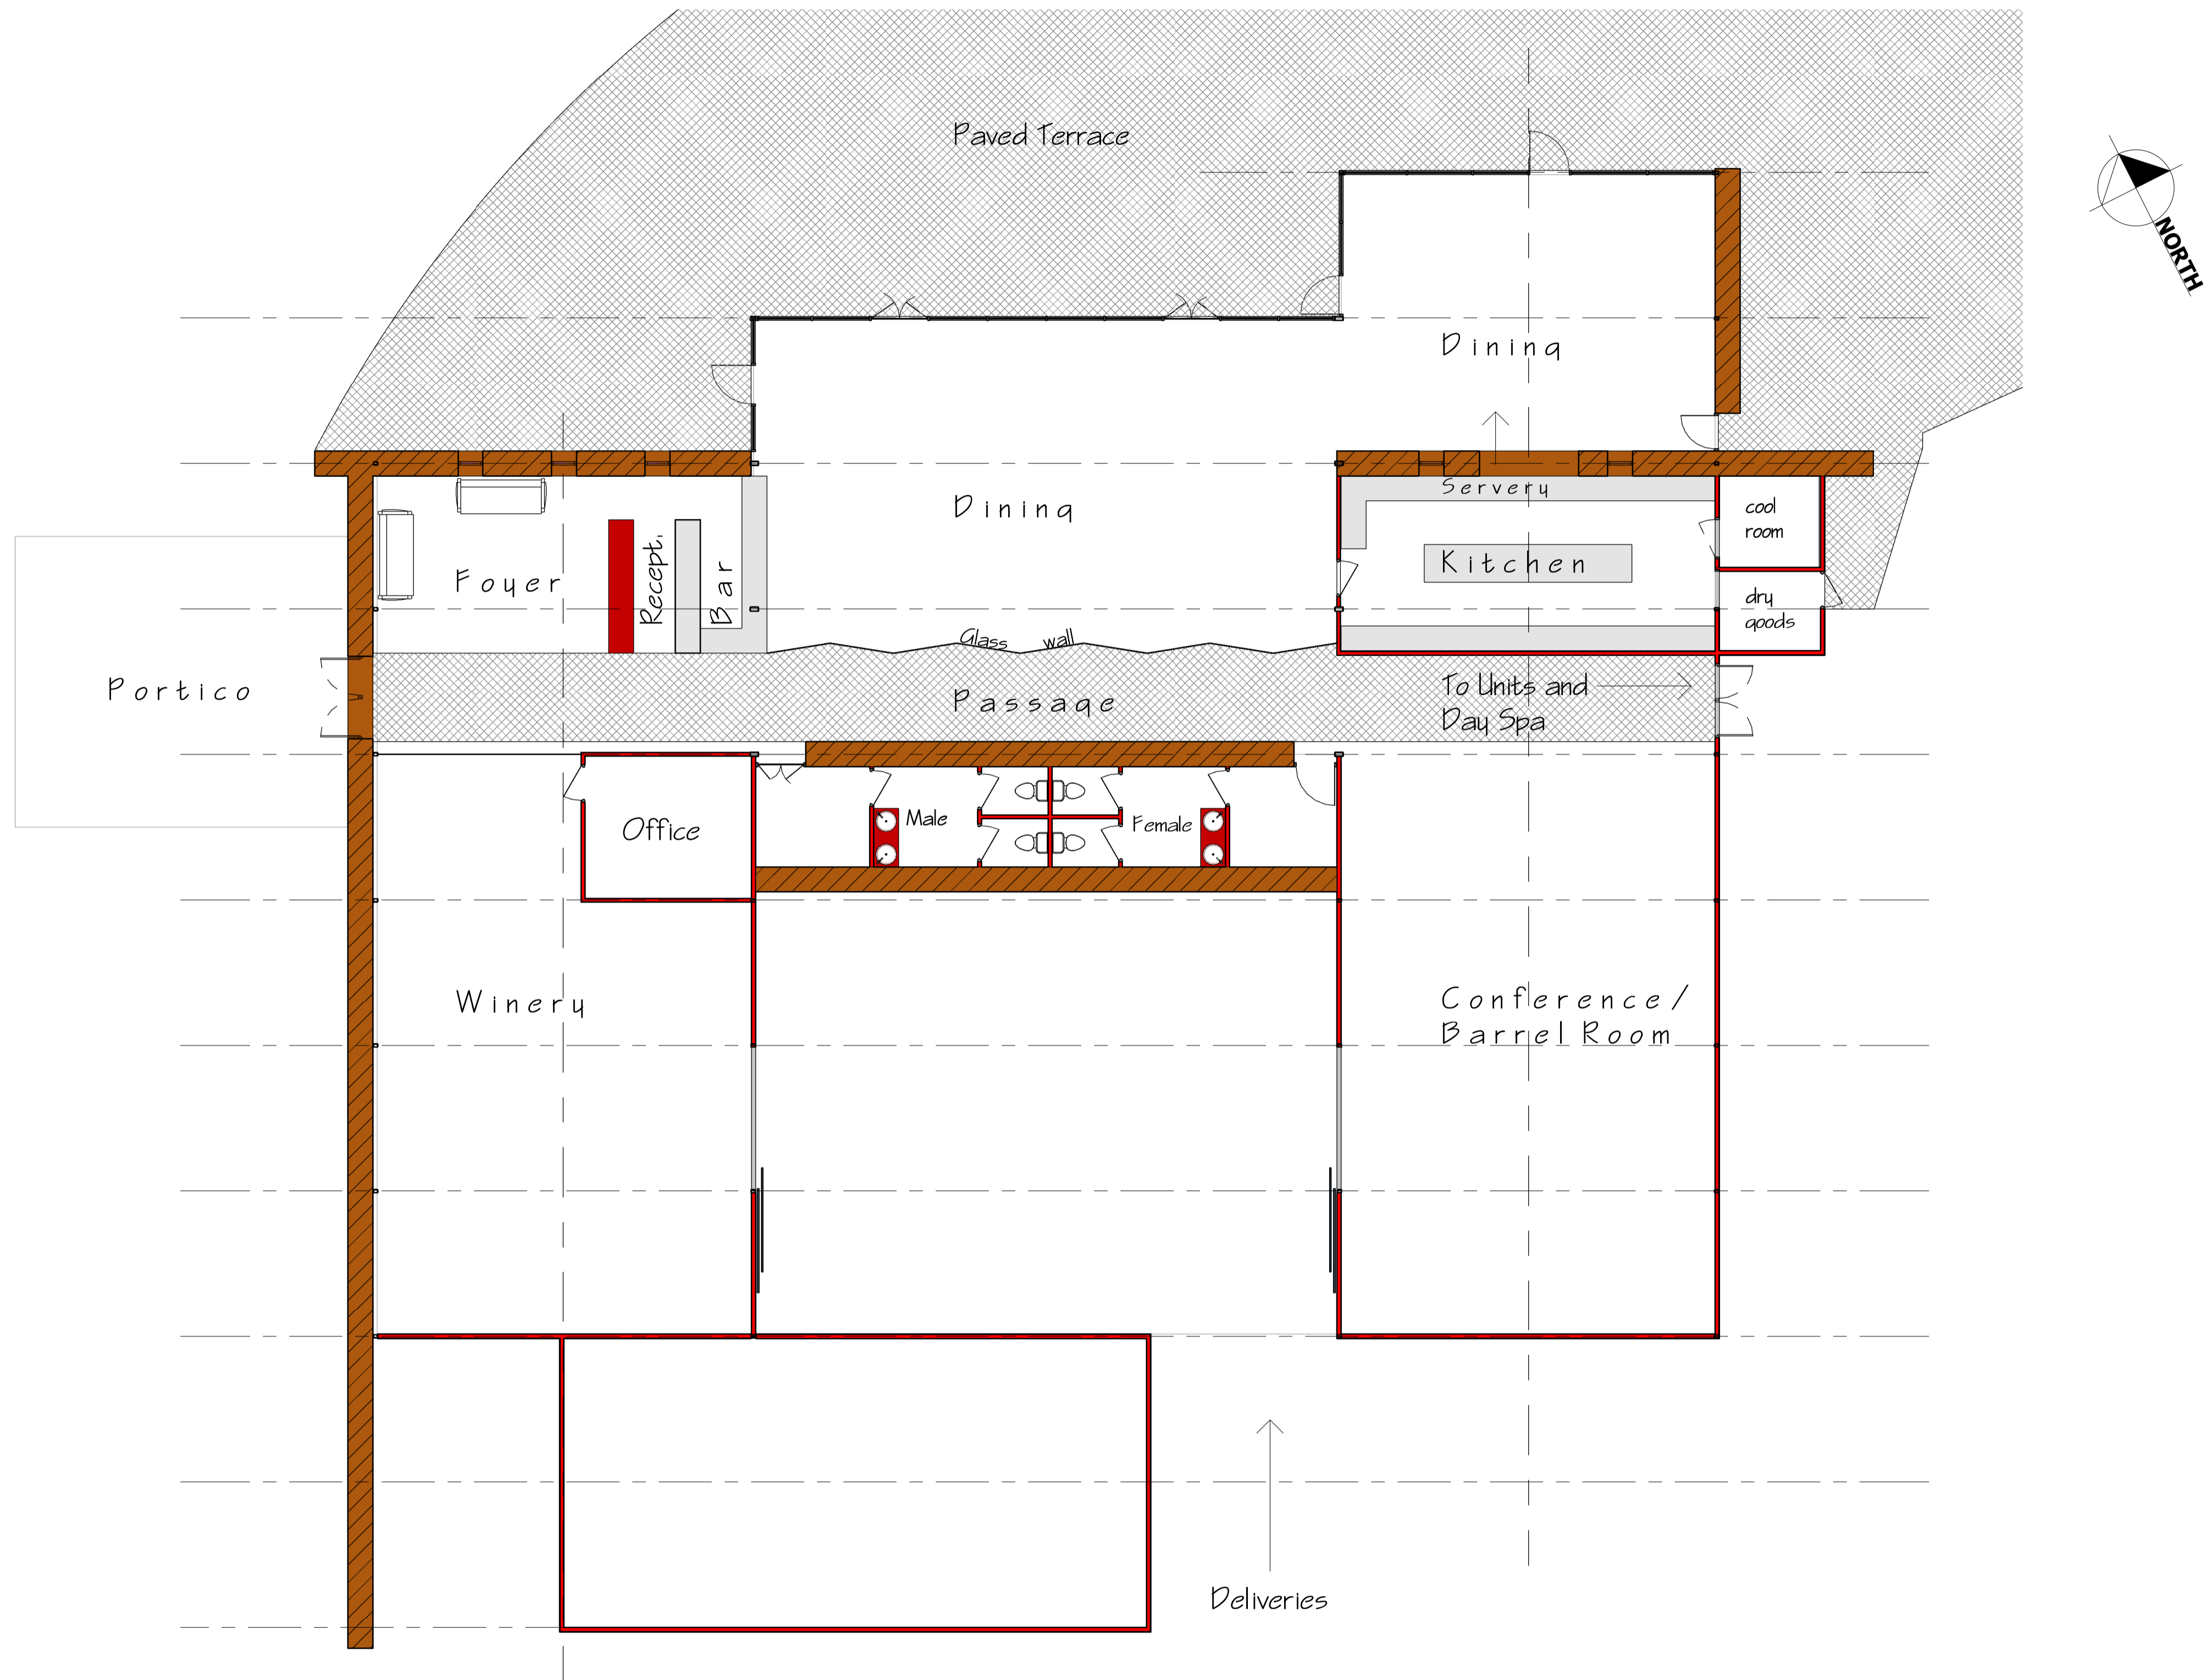 Paved Terrace
NORTH
Dining
Dining
Servery
cool
room
Foyer
Recept.
Bar
Kitchen
dry
goods
Glass wall
Portico
Passage
To Units and
Day Spa
Office
Male
Female
Winery
Conference/
Barrel Room
Deliveries